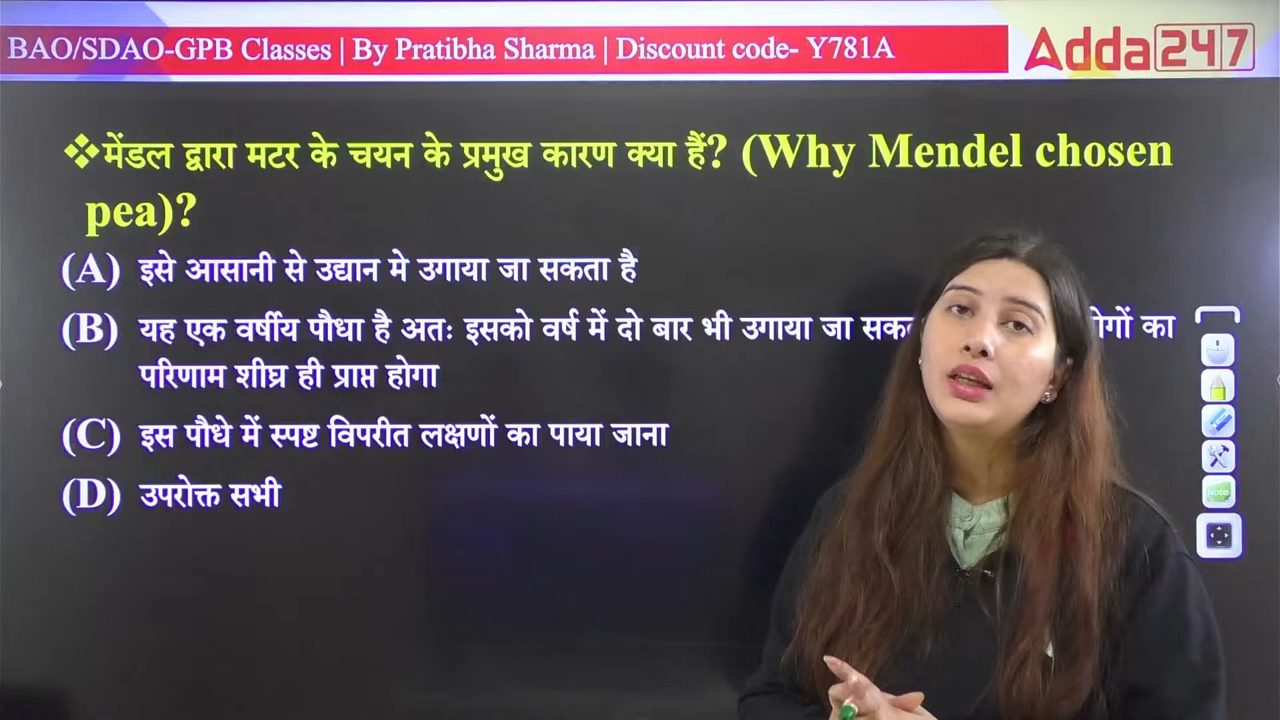 BAO/SDAO-GPB Classes | By Pratibha Sharma | Discount code- Y781A
Adda247
❖मेंडल द्वारा मटर के चयन के प्रमुख कारण क्या हैं? (Why Mendel chosen
pea)?
(A) इसे आसानी से उद्यान मे उगाया जा सकता है
(B) यह एक वर्षीय पौधा है अतः इसको वर्ष में दो बार भी उगाया जा का
परिणाम शीघ्र ही प्राप्त होगा
(C) इस पौधे में स्पष्ट विपरीत लक्षणों का पाया जाना
(D) उपरोक्त सभी
note